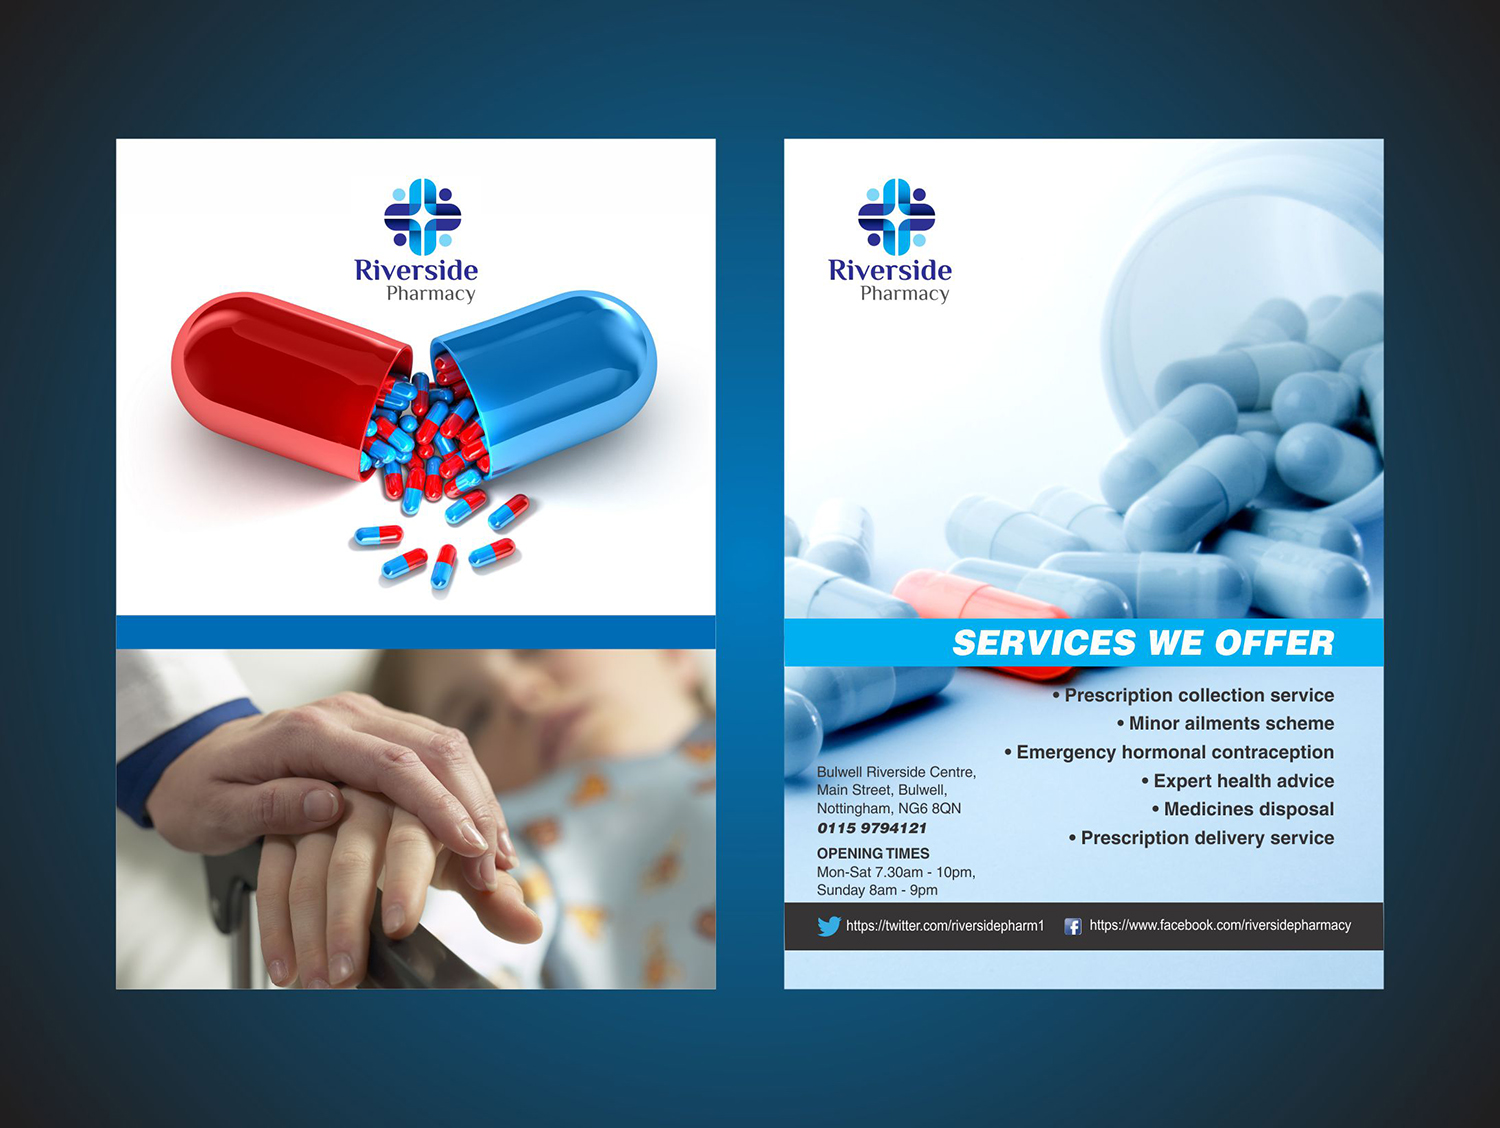 Riverside
Pharmacy
Riverside
Pharmacy
SERVICES WE OFFER
• Prescription collection service
• Minor ailments scheme
• Emergency hormonal contraception
• Expert health advice
• Medicines disposal
• Prescription delivery service
Bulwell Riverside Centre,
Main Street, Bulwell,
Nottingham, NG6 8QN
0115 9794121
OPENING TIMES
Mon-Sat 7.30am - 10pm,
Sunday 8am - 9pm
https://twitter.com/riversidepharm1
https://www.facebook.com/riversidepharmacy